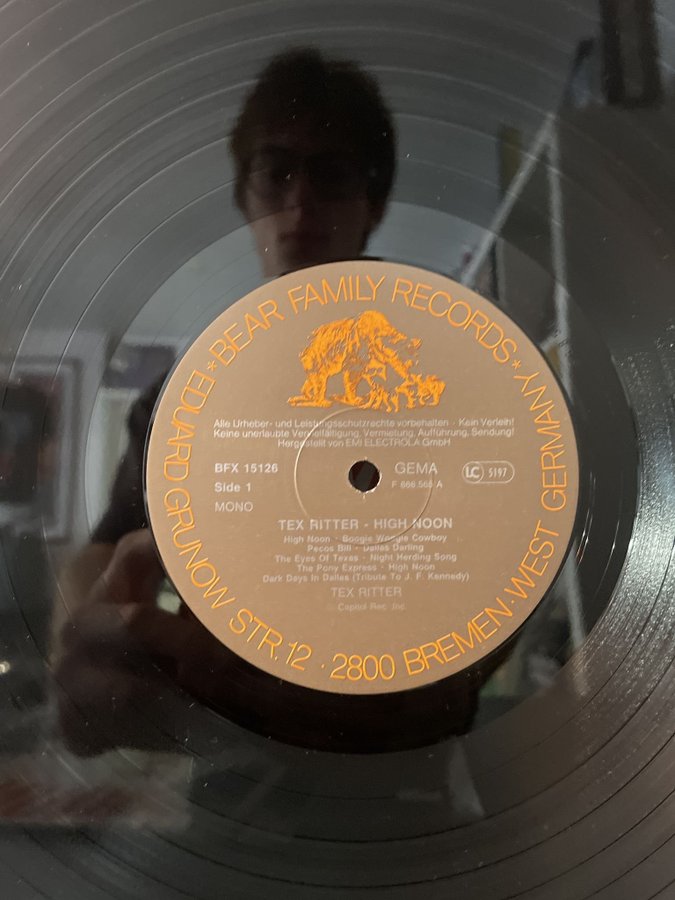 * BEAR FAMILY RECORDS *
EDUARD GRUNOW STR. 12 · 2800 BREMEN · WEST GERMANY
Alle Urheber- und Leistungsschutzrechte vorbehalten · Kein Verleih!
Keine unerlaubte Vervielfältigung, Vermietung, Aufführung, Sendung!
Hergestellt von EMI ELECTROLA GmbH
BFX 15126 GEMA LC 5197
Side 1 F 666 565 A
MONO
TEX RITTER - HIGH NOON
High Noon · Boogie Woogie Cowboy
Pecos Bill · Dallas Darling
The Eyes Of Texas · Night Herding Song
The Pony Express · High Noon
Dark Days In Dallas (Tribute To J. F. Kennedy)
TEX RITTER
Capitol Rec. Inc.